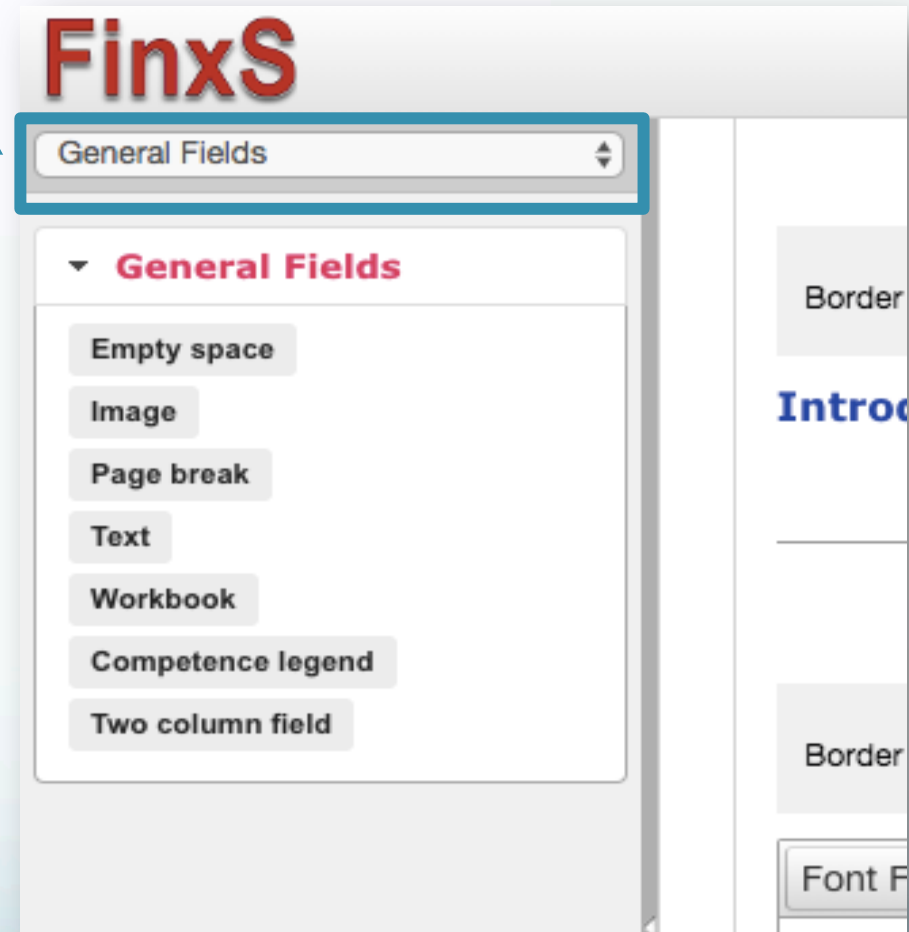 FinxS
General Fields
General Fields
Empty space
Image
Page break
Text
Workbook
Competence legend
Two column field
Border
Border
Font